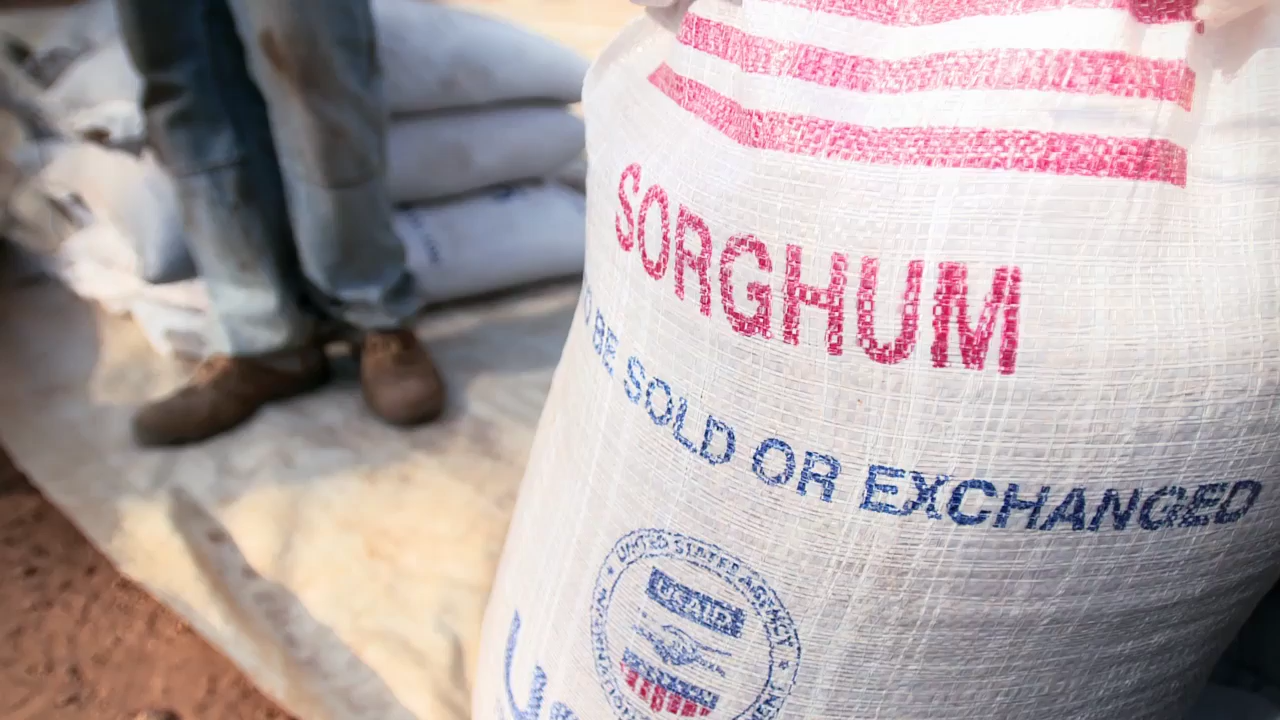 SORGHUM
BE SOLD OR EXCHANGED
UNITED STATES AGENCY
USAID